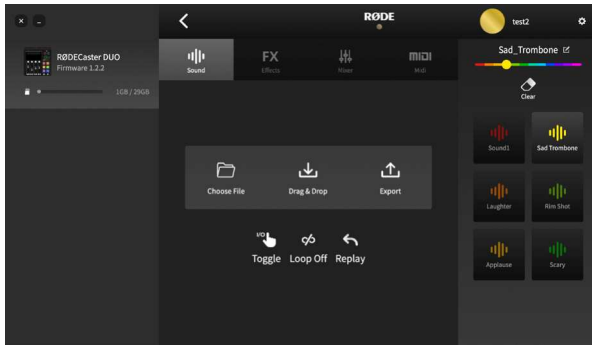 RØDE
test2
RØDECaster DUO
Firmware 1.2.2
1GB / 29GB
Sound
FX
Effects
Mixer
MIDI
Midi
Choose File
Drag & Drop
Export
I/O
Toggle
Loop Off
Replay
Sad_Trombone
Clear
Sound1
Sad Trombone
Laughter
Rim Shot
Applause
Scary